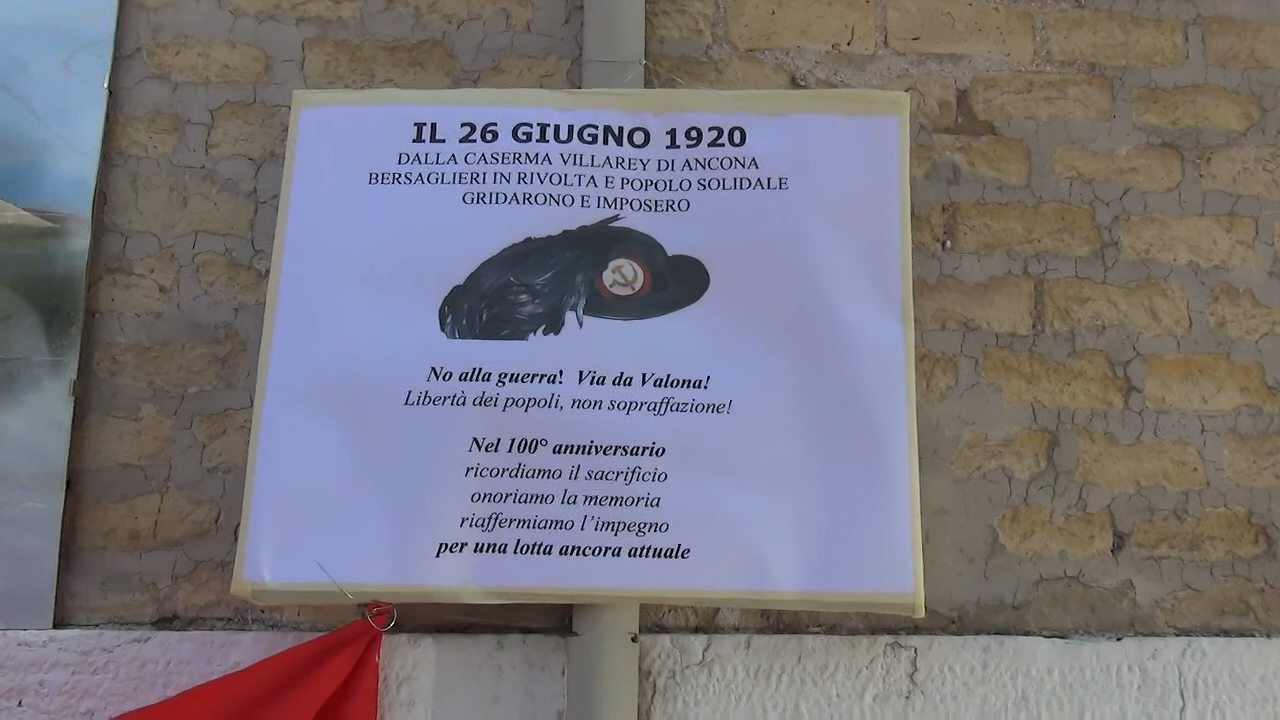 IL 26 GIUGNO 1920
DALLA CASERMA VILLAREY DI ANCONA
BERSAGLIERI IN RIVOLTA E POPOLO SOLIDALE
GRIDARONO E IMPOSERO
No alla guerra! Via da Valona!
Libertà dei popoli, non sopraffazione!
Nel 100° anniversario
ricordiamo il sacrificio
onoriamo la memoria
riaffermiamo l'impegno
per una lotta ancora attuale